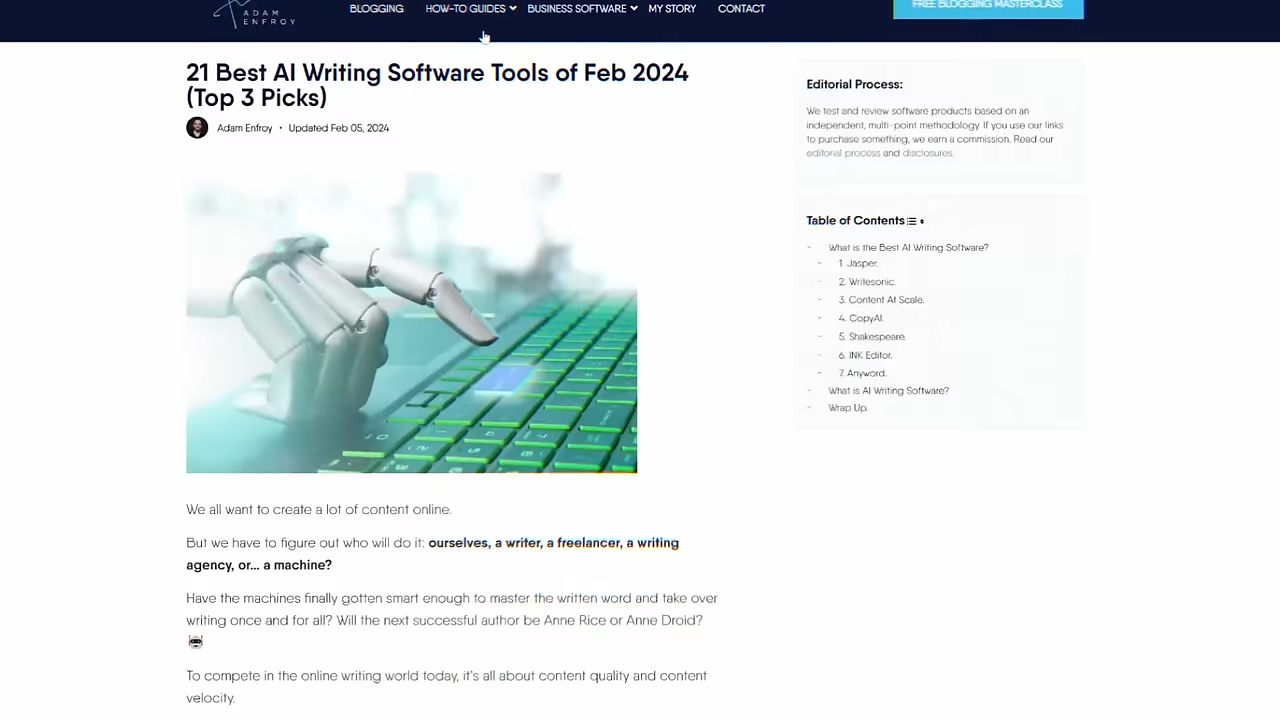 ADAM
ENFROY
BLOGGING
HOW-TO GUIDES
BUSINESS SOFTWARE
MY STORY
CONTACT
FREE BLOGGING MASTERCLASS
21 Best AI Writing Software Tools of Feb 2024
(Top 3 Picks)
Adam Enfroy • Updated Feb 05, 2024
We all want to create a lot of content online.
But we have to figure out who will do it: ourselves, a writer, a freelancer, a writing
agency, or... a machine?
Have the machines finally gotten smart enough to master the written word and take over
writing once and for all? Will the next successful author be Anne Rice or Anne Droid?
To compete in the online writing world today, it's all about content quality and content
velocity.
Editorial Process:
We test and review software products based on an
independent, multi-point methodology. If you use our links
to purchase something, we earn a commission. Read our
editorial process and disclosures.
Table of Contents
- What is the Best AI Writing Software?
- 1. Jasper.
- 2. Writesonic.
- 3. Content At Scale.
- 4. CopyAI.
- 5. Shakespeare.
- 6. INK Editor.
- 7. Anyword.
- What is AI Writing Software?
- Wrap Up.